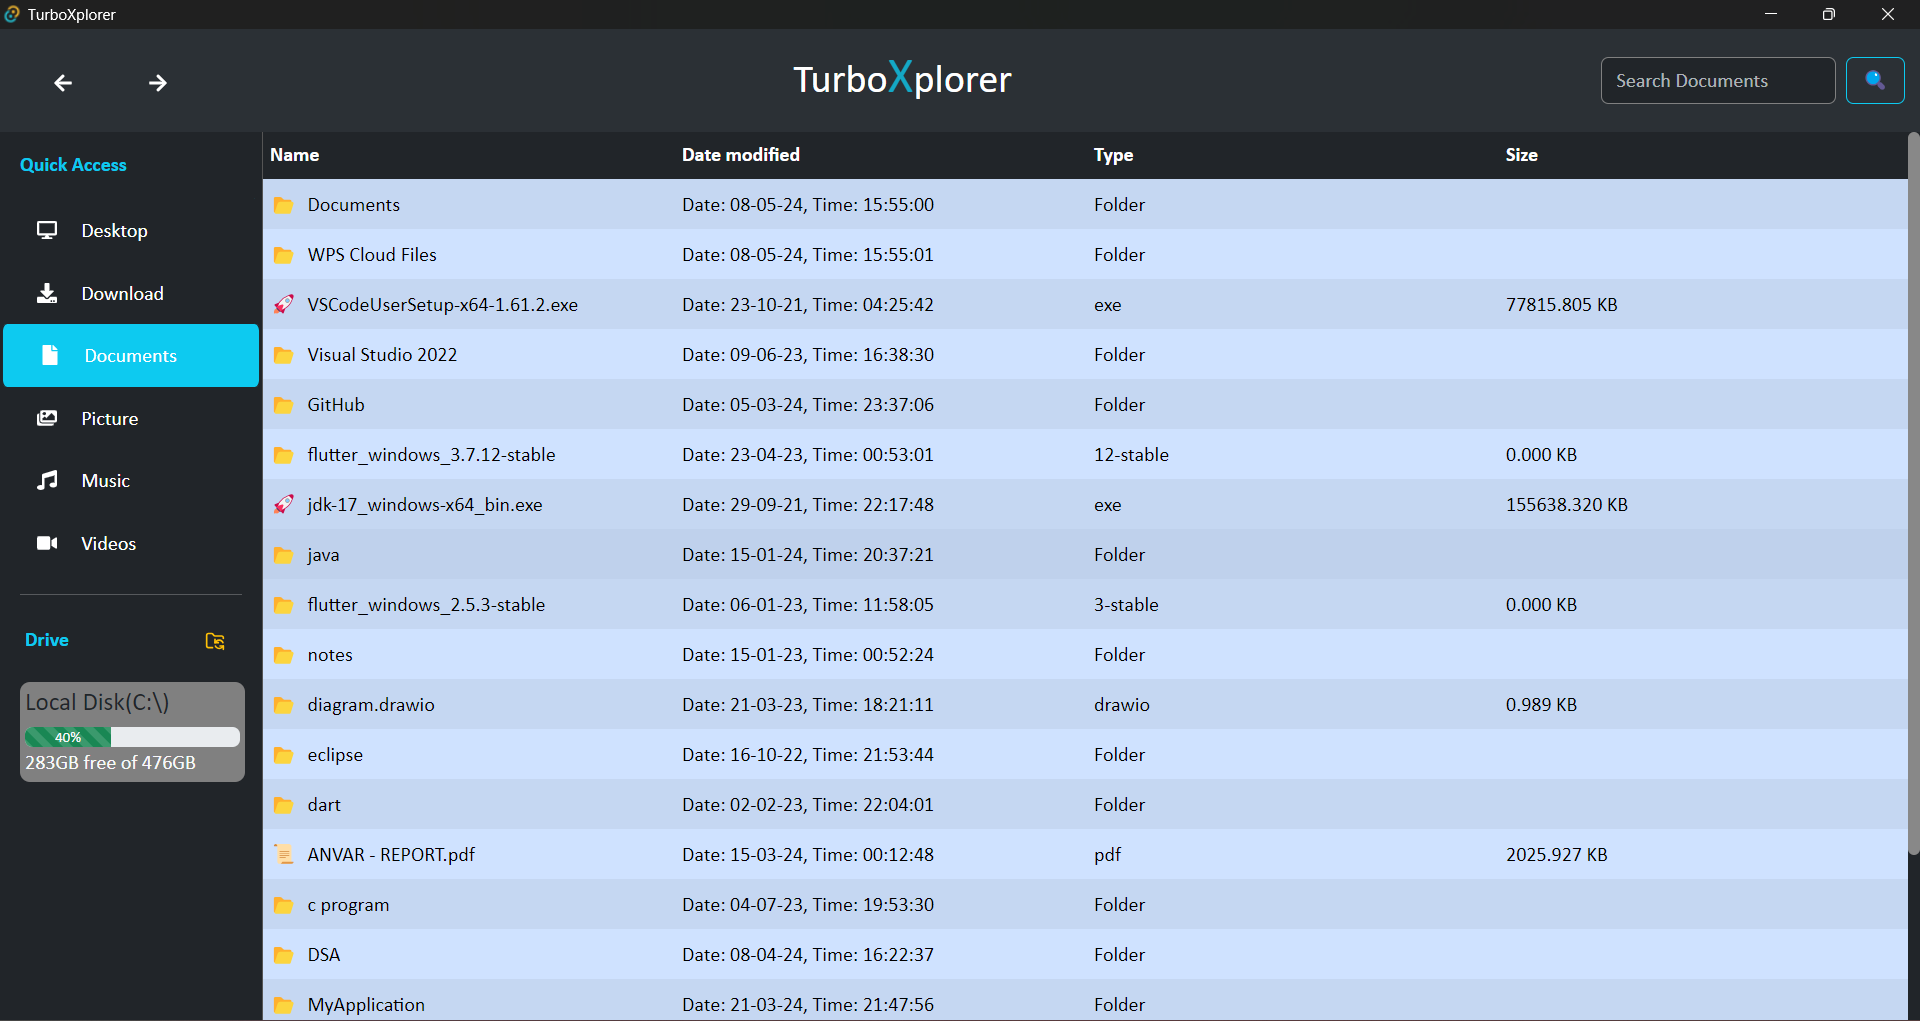 TurboXplorer
TurboXplorer
Search Documents
Quick Access
Desktop
Download
Documents
Picture
Music
Videos
Drive
Local Disk(C:\)
40%
283GB free of 476GB
Name Date modified Type Size
Documents Date: 08-05-24, Time: 15:55:00 Folder
WPS Cloud Files Date: 08-05-24, Time: 15:55:01 Folder
VSCodeUserSetup-x64-1.61.2.exe Date: 23-10-21, Time: 04:25:42 exe 77815.805 KB
Visual Studio 2022 Date: 09-06-23, Time: 16:38:30 Folder
GitHub Date: 05-03-24, Time: 23:37:06 Folder
flutter_windows_3.7.12-stable Date: 23-04-23, Time: 00:53:01 12-stable 0.000 KB
jdk-17_windows-x64_bin.exe Date: 29-09-21, Time: 22:17:48 exe 155638.320 KB
java Date: 15-01-24, Time: 20:37:21 Folder
flutter_windows_2.5.3-stable Date: 06-01-23, Time: 11:58:05 3-stable 0.000 KB
notes Date: 15-01-23, Time: 00:52:24 Folder
diagram.drawio Date: 21-03-23, Time: 18:21:11 drawio 0.989 KB
eclipse Date: 16-10-22, Time: 21:53:44 Folder
dart Date: 02-02-23, Time: 22:04:01 Folder
ANVAR - REPORT.pdf Date: 15-03-24, Time: 00:12:48 pdf 2025.927 KB
c program Date: 04-07-23, Time: 19:53:30 Folder
DSA Date: 08-04-24, Time: 16:22:37 Folder
MyApplication Date: 21-03-24, Time: 21:47:56 Folder